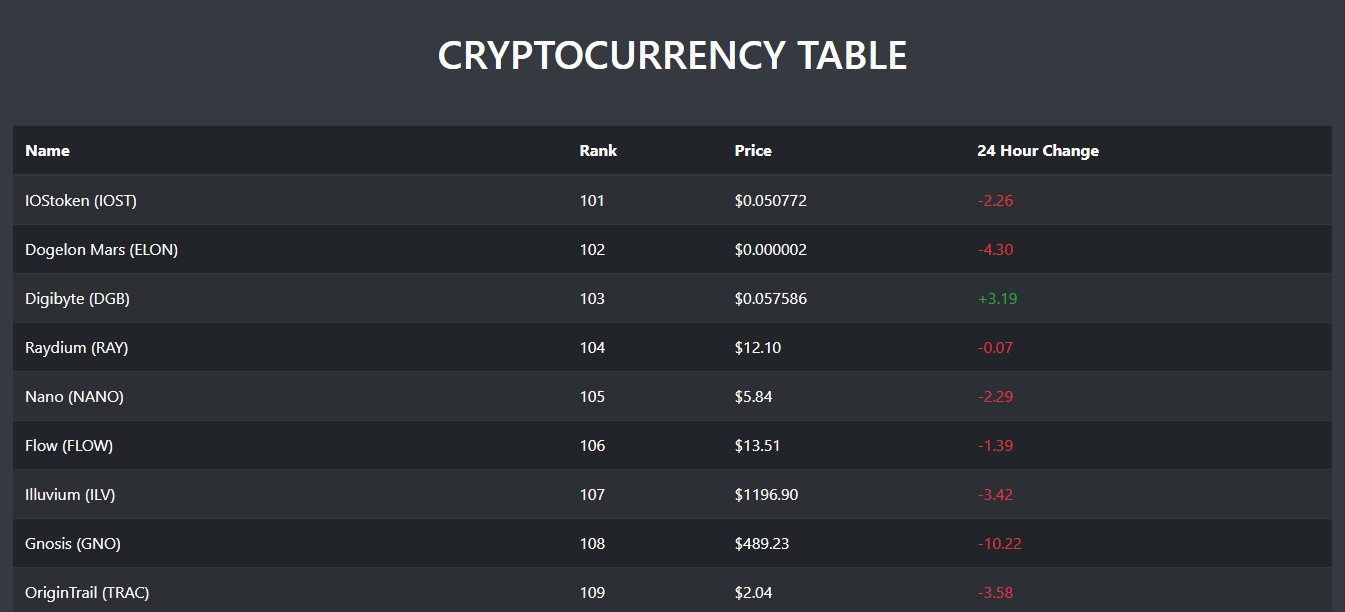 CRYPTOCURRENCY TABLE
Name Rank Price 24 Hour Change
IOStoken (IOST) 101 $0.050772 -2.26
Dogelon Mars (ELON) 102 $0.000002 -4.30
Digibyte (DGB) 103 $0.057586 +3.19
Raydium (RAY) 104 $12.10 -0.07
Nano (NANO) 105 $5.84 -2.29
Flow (FLOW) 106 $13.51 -1.39
Illuvium (ILV) 107 $1196.90 -3.42
Gnosis (GNO) 108 $489.23 -10.22
OriginTrail (TRAC) 109 $2.04 -3.58